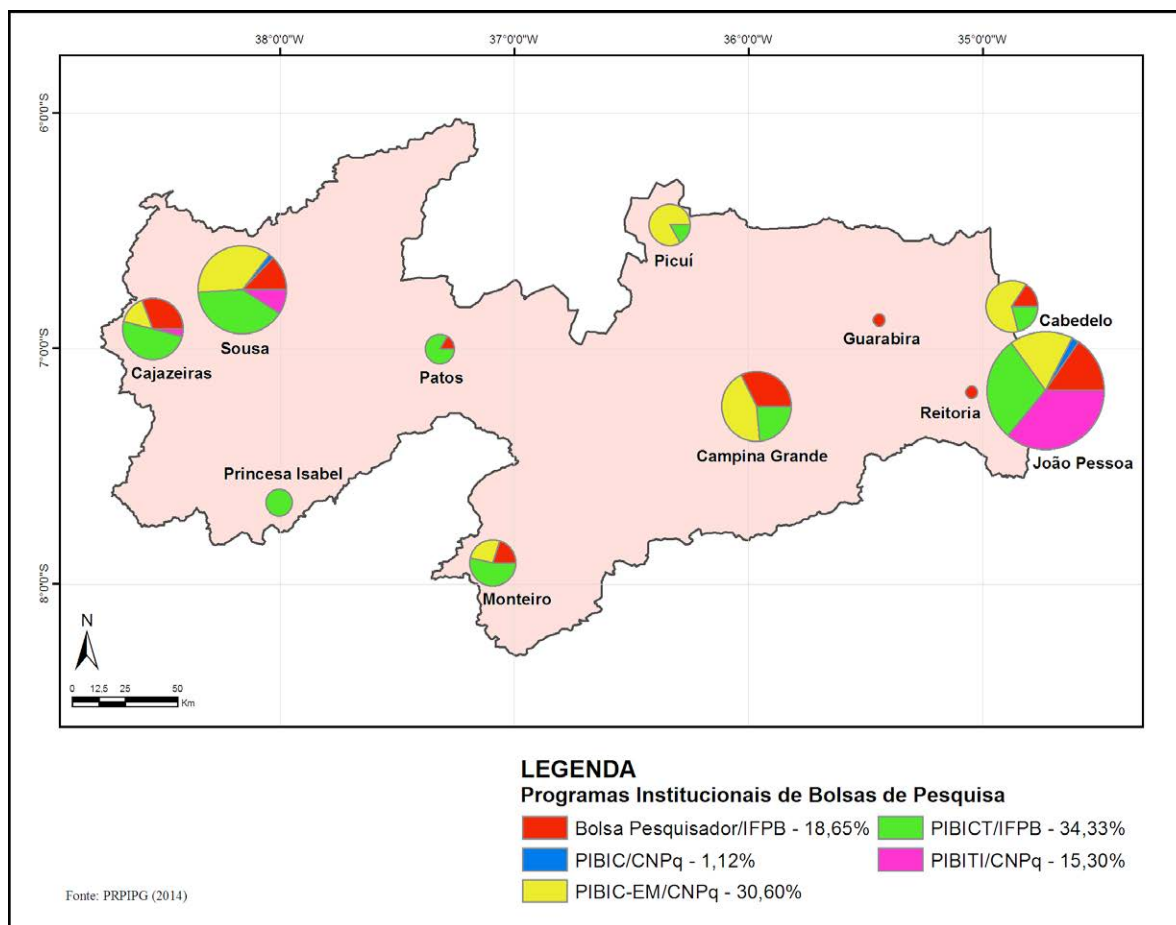 38°0'0"W 37°0'0"W 36°0'0"W 35°0'0"W
6°0'0"S
7°0'0"S
8°0'0"S
Picuí
Cabedelo
Guarabira
Sousa
Cajazeiras
Patos
Reitoria
João Pessoa
Campina Grande
Princesa Isabel
Monteiro
N
0 12.5 25 50
Km
LEGENDA
Programas Institucionais de Bolsas de Pesquisa
Bolsa Pesquisador/IFPB - 18,65% PIBICT/IFPB - 34,33%
PIBIC/CNPq - 1,12% PIBITI/CNPq - 15,30%
PIBIC-EM/CNPq - 30,60%
Fonte: PRPIPG (2014)